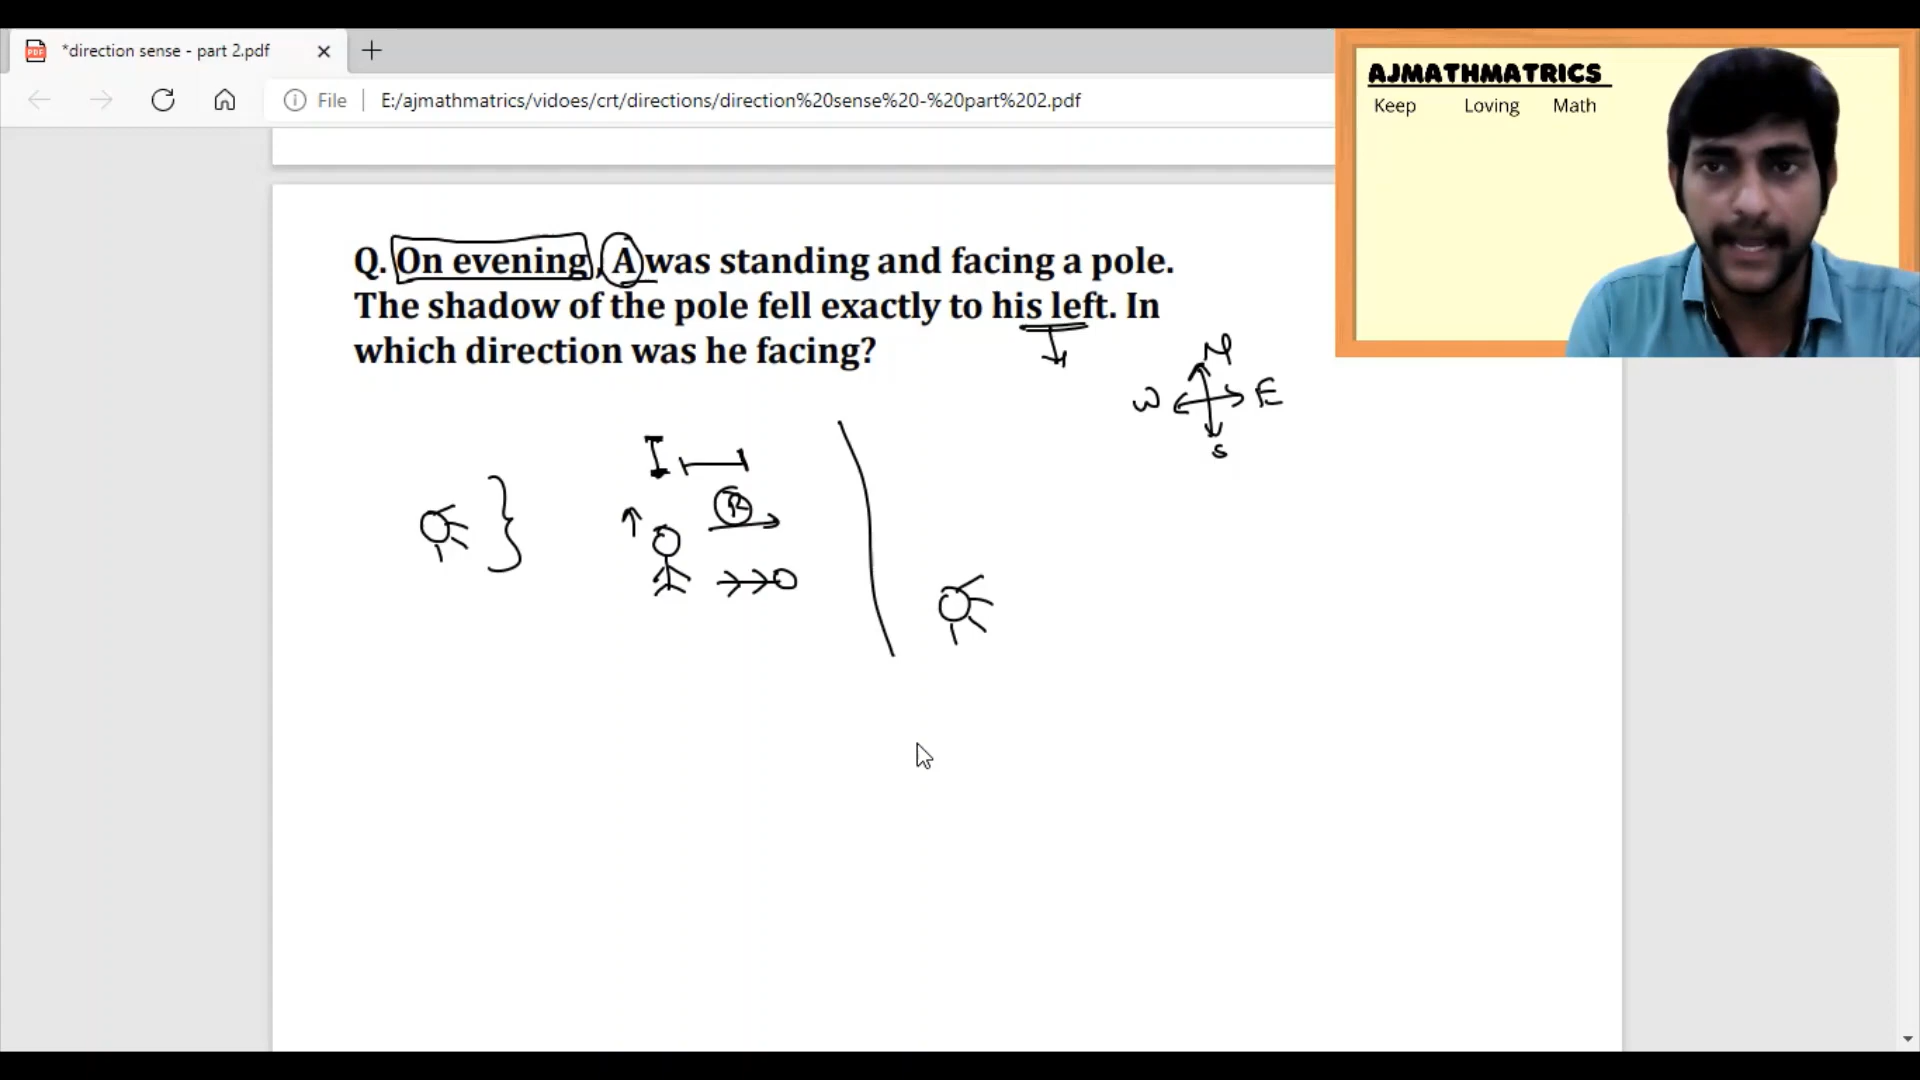 *direction sense - part 2.pdf
File
E:/ajmathmatrics/vidoes/crt/directions/direction%20sense%20-%20part%202.pdf
AJMATHMATRICS
Keep Loving Math
Q. On evening, A was standing and facing a pole.
The shadow of the pole fell exactly to his left. In
which direction was he facing?
N
W E
S
R